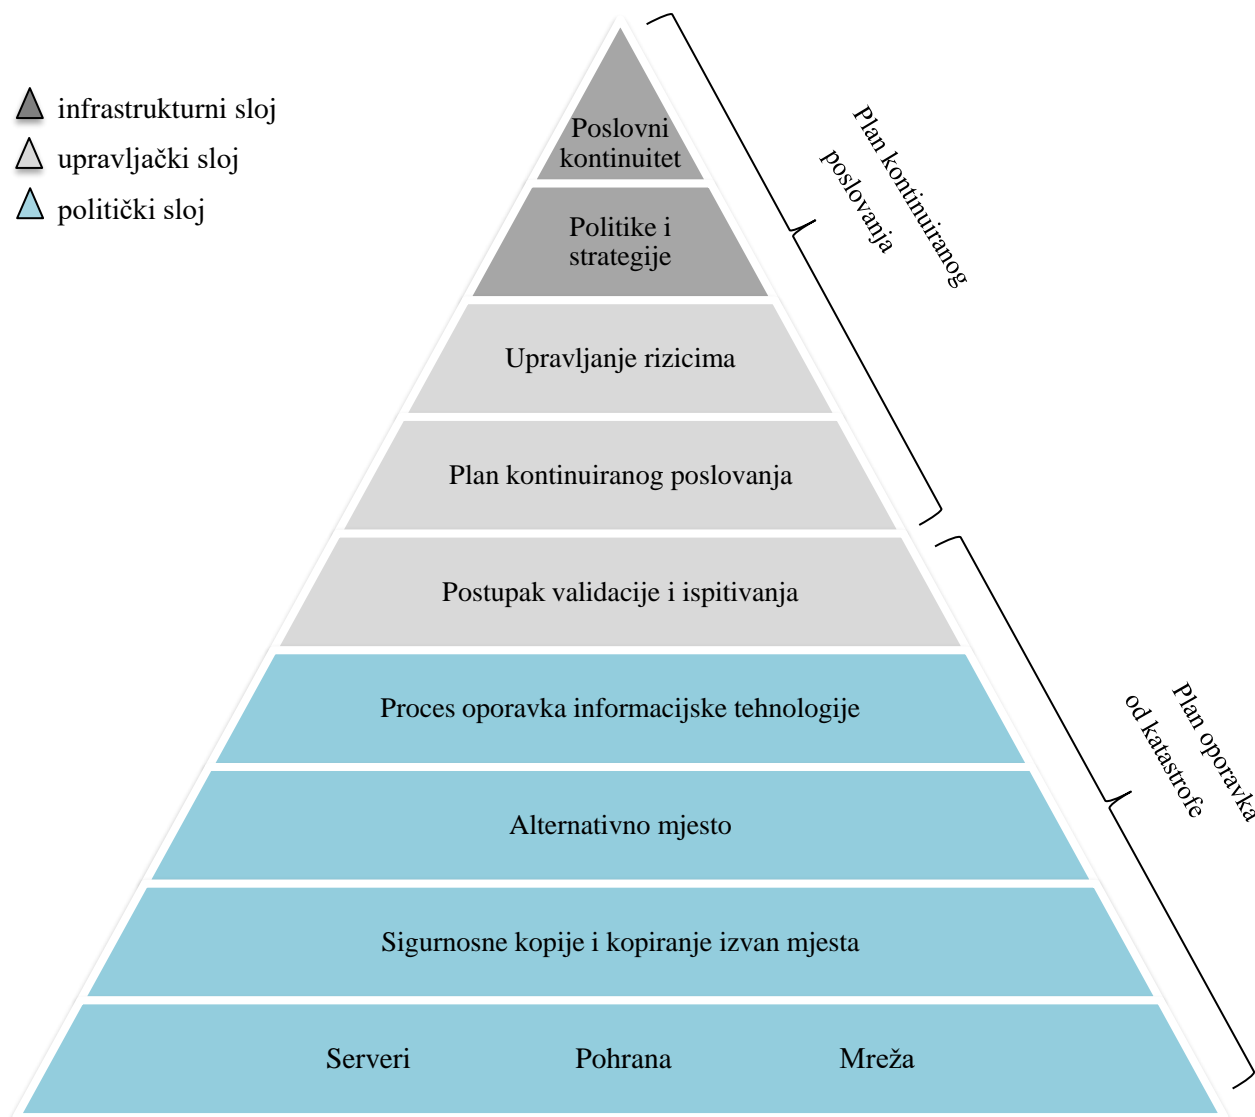 infrastrukturni sloj
upravljački sloj
politički sloj
Poslovni
kontinuitet
Politike i
strategije
Upravljanje rizicima
Plan kontinuiranog poslovanja
Postupak validacije i ispitivanja
Proces oporavka informacijske tehnologije
Alternativno mjesto
Sigurnosne kopije i kopiranje izvan mjesta
Serveri Pohrana Mreža
Plan kontinuiranog
poslovanja
Plan oporavka
od katastrofe